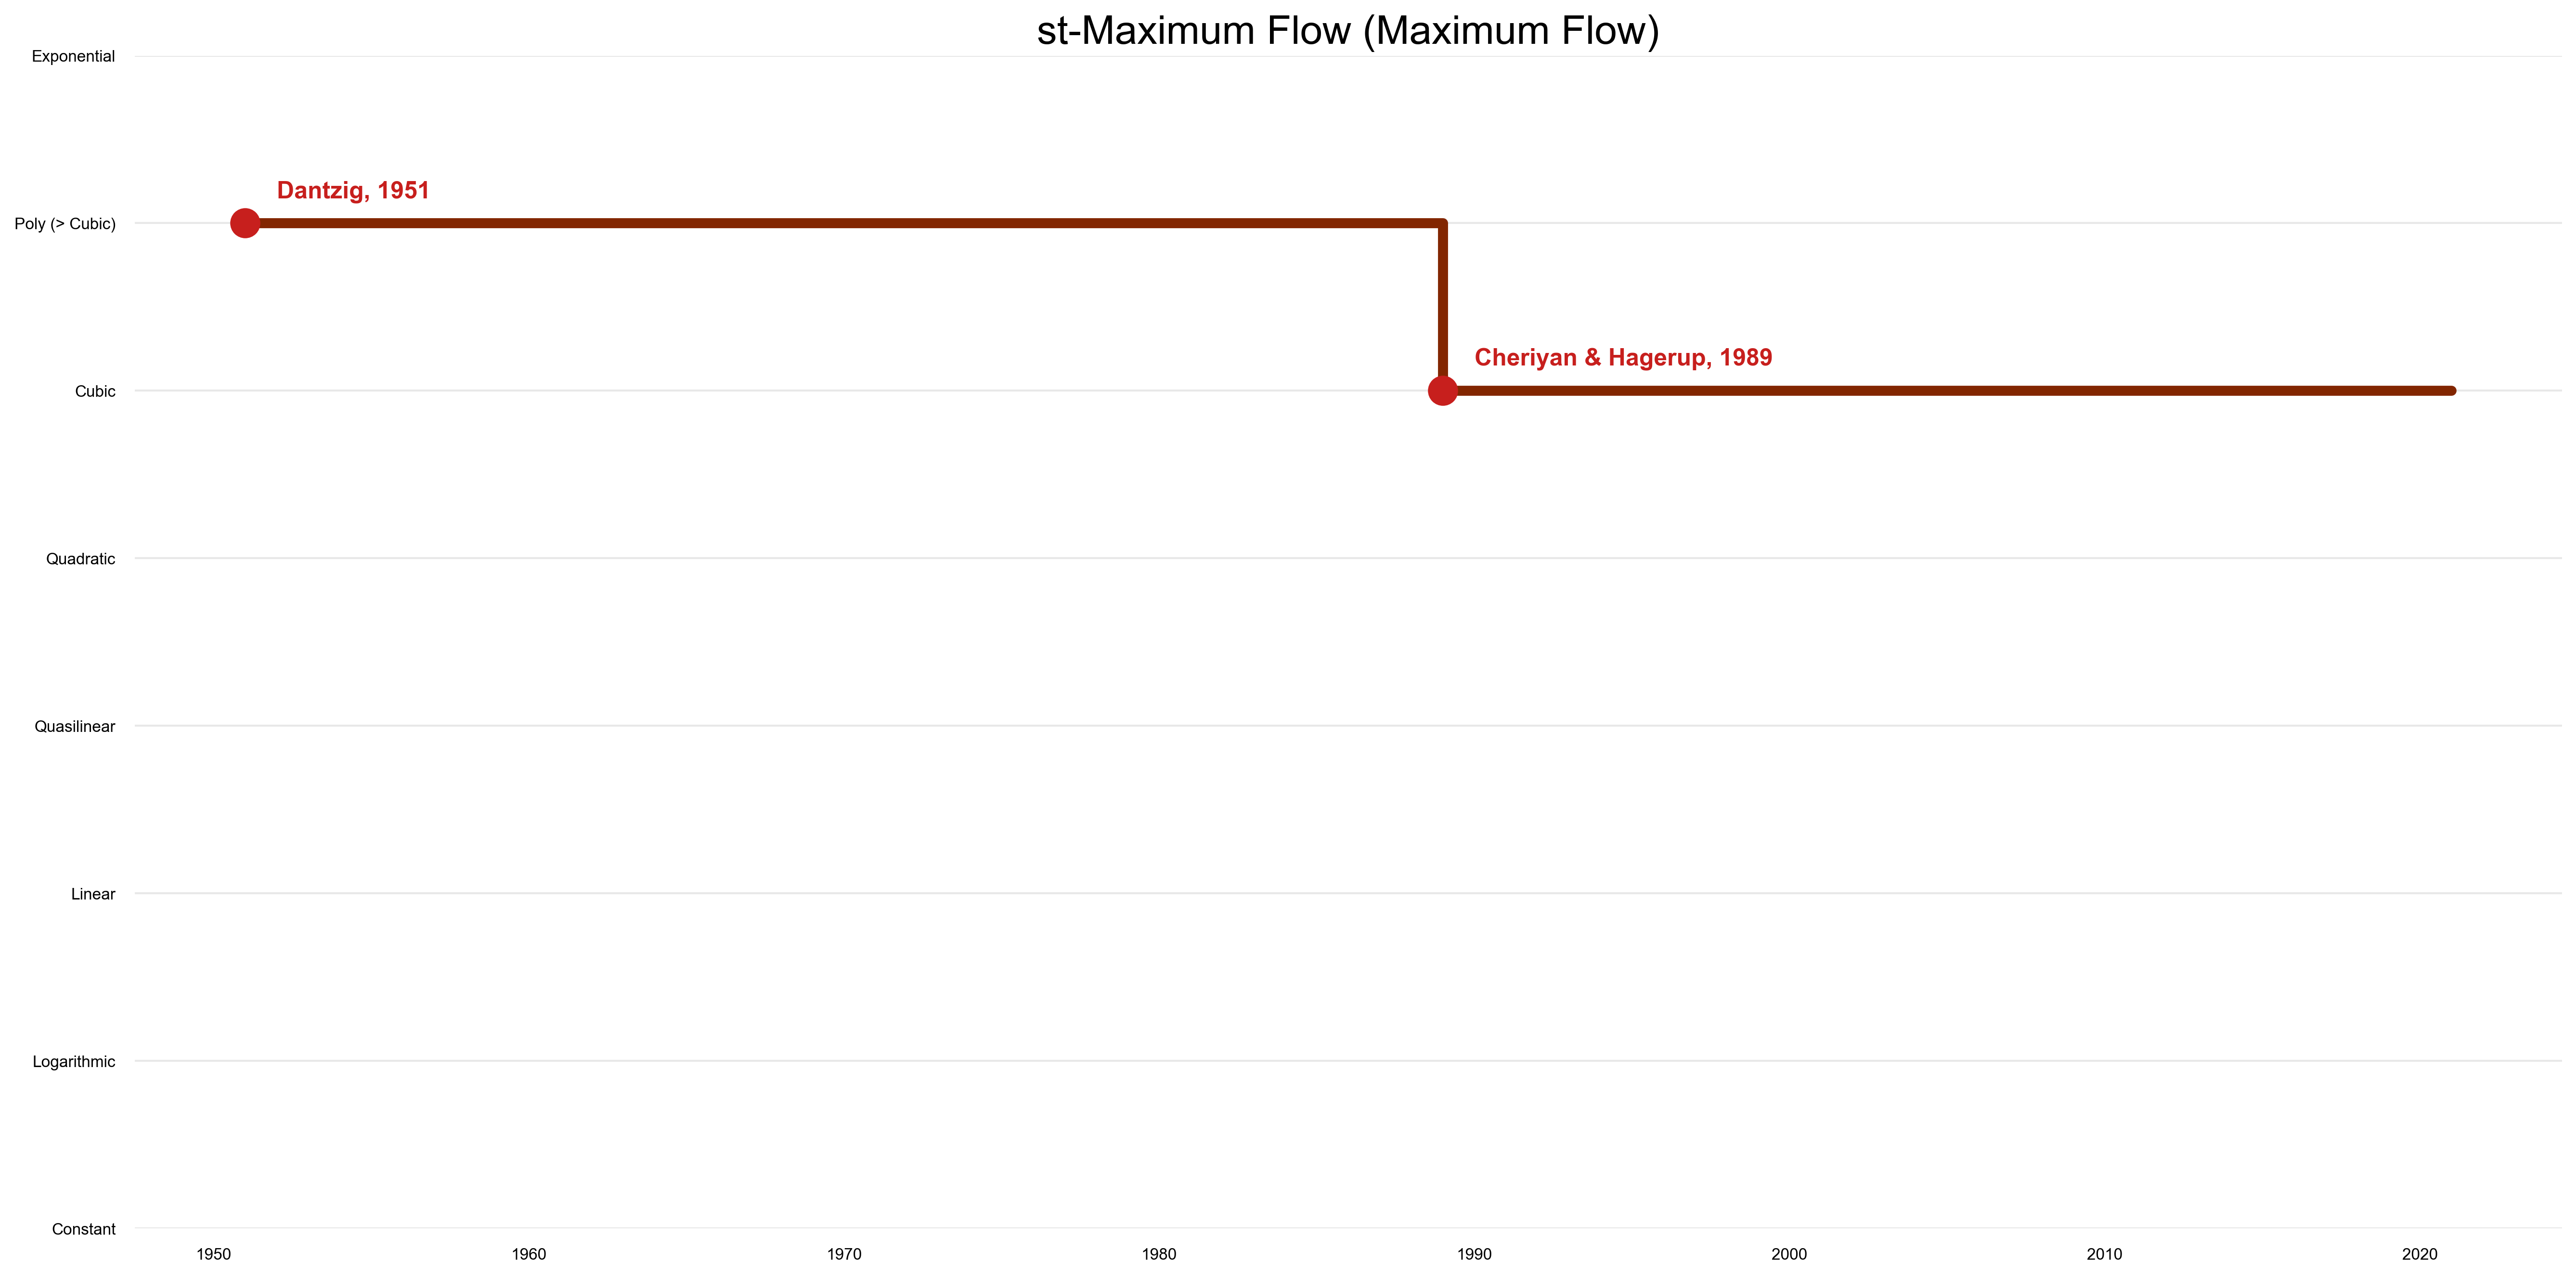 st-Maximum Flow (Maximum Flow)
Exponential
Dantzig, 1951
Poly (> Cubic)
Cheriyan & Hagerup, 1989
Cubic
Quadratic
Quasilinear
Linear
Logarithmic
Constant
1950 1960 1970 1980 1990 2000 2010 2020